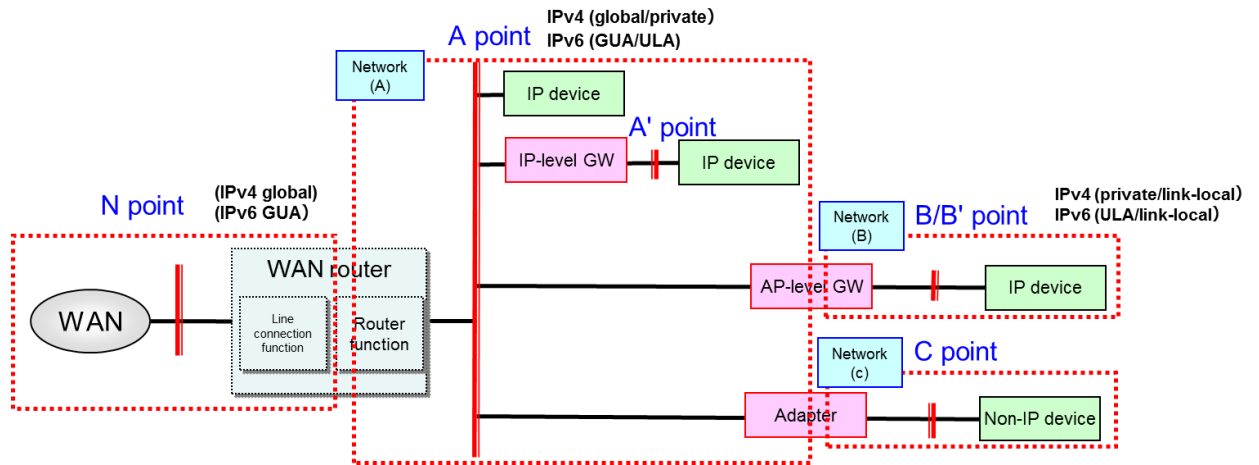 A point
IPv4 (global/private)
IPv6 (GUA/ULA)
Network
(A)
IP device
A' point
IP-level GW
IP device
N point
(IPv4 global)
(IPv6 GUA)
IPv4 (private/link-local)
IPv6 (ULA/link-local)
Network
(B)
B/B' point
WAN router
AP-level GW
IP device
WAN
Line
connection
function
Router
function
Network
(c)
C point
Adapter
Non-IP device